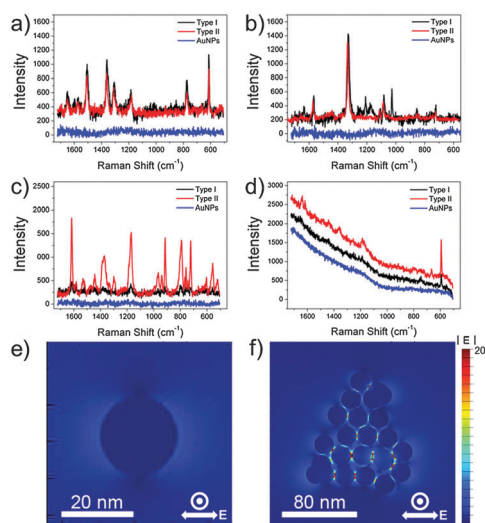 a)
Type I
Type II
AuNPs
1600
1400
1200
1000
800
600
400
200
0
Intensity
1600 1400 1200 1000 800 600
Raman Shift (cm⁻¹)
b)
Type I
Type II
AuNPs
1600
1400
1200
1000
800
600
400
200
0
Intensity
1600 1400 1200 1000 800 600
Raman Shift (cm⁻¹)
c)
Type I
Type II
AuNPs
2500
2000
500
000
500
0
Intensity
1600 1400 1200 1000 800 600
Raman Shift (cm⁻¹)
d)
Type I
Type II
AuNPs
3000
2500
2000
1500
1000
500
0
Intensity
1600 1400 1200 1000 800 600
Raman Shift (cm⁻¹)
e)
20 nm
E
f)
80 nm
E
| E |
20
0